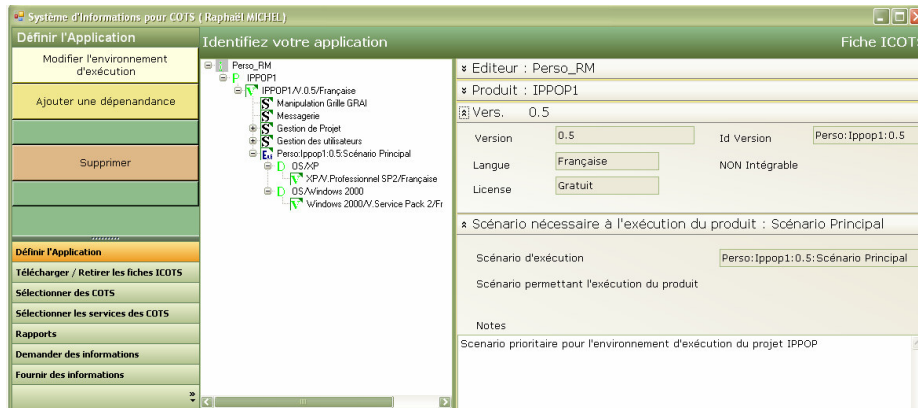 Système d'Informations pour COTS ( Raphaël MICHEL)
Définir l'Application
Identifiez votre application
Fiche ICOTS
Modifier l'environnement
d'exécution
Ajouter une dépenandance
Supprimer
Définir l'Application
Télécharger / Retirer les fiches ICOTS
Sélectionner des COTS
Sélectionner les services des COTS
Rapports
Demander des informations
Fournir des informations
Perso_RM
P IPPOP1
V IPPOP1/V.0.5/Française
S Manipulation Grille GRAI
S Messagerie
S Gestion de Projet
S Gestion des utilisateurs
Perso:Ippop1:0.5:Scénario Principal
D OS/XP
V XP/V.Professionnel SP2/Française
D OS/Windows 2000
V Windows 2000/V.Service Pack 2/Fr
Editeur : Perso_RM
Produit : IPPOP1
Vers. 0.5
Version 0.5 Id Version Perso:Ippop1:0.5
Langue Française NON Intégrable
License Gratuit
Scénario nécessaire à l'exécution du produit : Scénario Principal
Scénario d'exécution Perso:Ippop1:0.5:Scénario Principal
Scénario permettant l'exécution du produit
Notes
Scenario prioritaire pour l'environnement d'exécution du projet IPPOP